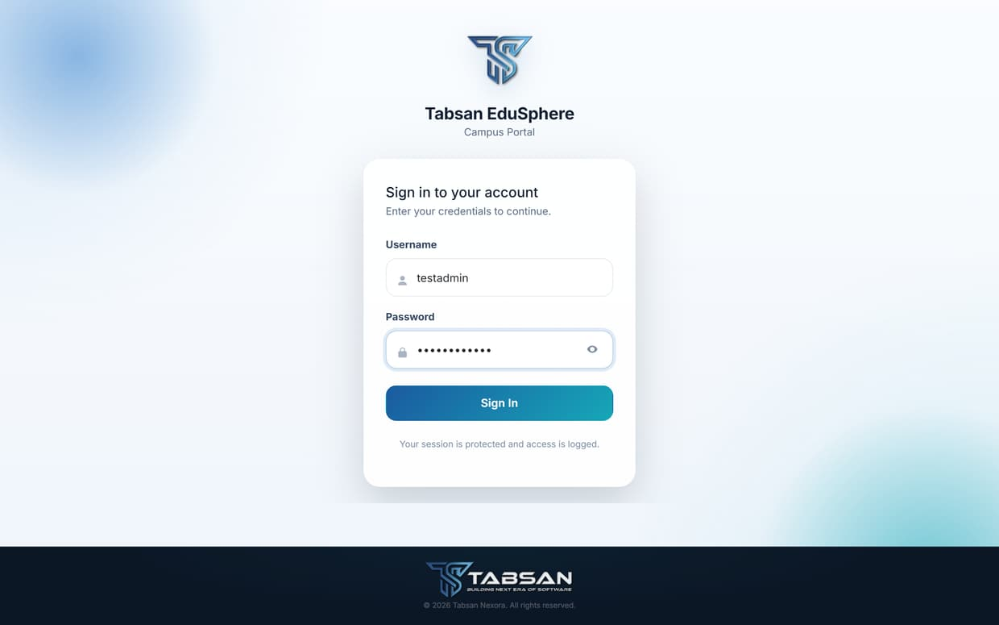 Tabsan EduSphere
Campus Portal
Sign in to your account
Enter your credentials to continue.
Username
testadmin
Password
••••••••••••
Sign In
Your session is protected and access is logged.
TABSAN
BUILDING NEXT ERA OF SOFTWARE
© 2026 Tabsan Nexora. All rights reserved.